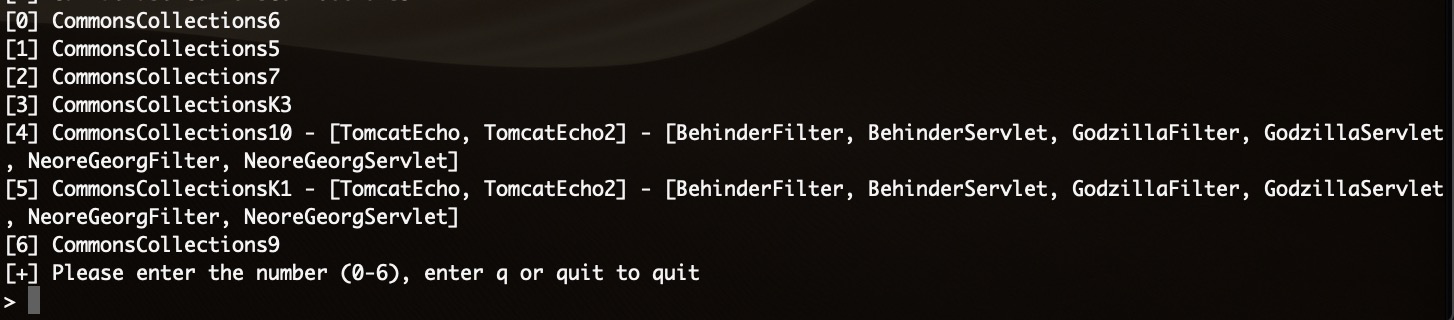 [0] CommonsCollections6
[1] CommonsCollections5
[2] CommonsCollections7
[3] CommonsCollectionsK3
[4] CommonsCollections10 - [TomcatEcho, TomcatEcho2] - [BehinderFilter, BehinderServlet, GodzillaFilter, GodzillaServlet
, NeoreGeorgFilter, NeoreGeorgServlet]
[5] CommonsCollectionsK1 - [TomcatEcho, TomcatEcho2] - [BehinderFilter, BehinderServlet, GodzillaFilter, GodzillaServlet
, NeoreGeorgFilter, NeoreGeorgServlet]
[6] CommonsCollections9
[+] Please enter the number (0-6), enter q or quit to quit
>